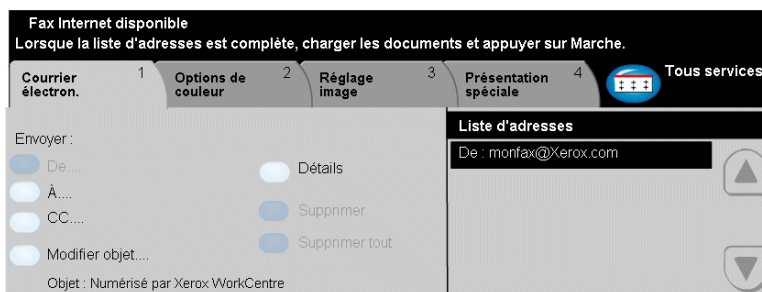 Fax Internet disponible
Lorsque la liste d'adresses est complète, charger les documents et appuyer sur Marche.
Courrier électron. 1
Options de couleur 2
Réglage image 3
Présentation spéciale 4
Tous services
Envoyer :
De....
À....
CC....
Modifier objet....
Objet : Numérisé par Xerox WorkCentre
Détails
Supprimer
Supprimer tout
Liste d'adresses
De : monfax@Xerox.com